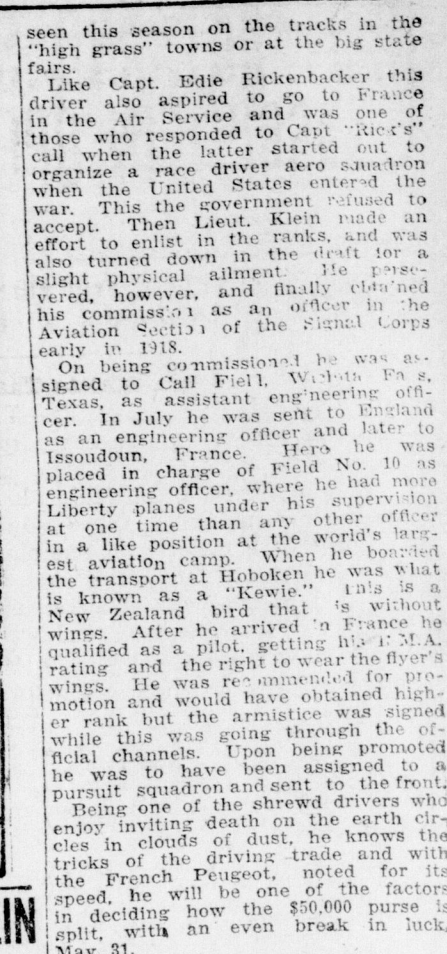 seen this season on the tracks in the
"high grass" towns or at the big state
fairs.
Like Capt. Edie Rickenbacker this
driver also aspired to go to France
in the Air Service and was one of
those who responded to Capt
call when the latter started out to
organize a race driver aero squadron
when the United States entered the
war. This the government refused to
accept. Then Lieut. Klein made an
effort to enlist in the ranks, and was
also turned down in the draft for a
slight physical ailment. He perse-
vered, however, and finally obtained
his commission as an officer in the
Aviation Section of the Signal Corps
early in 1918.
On being commissioned he was as-
signed to Call Field, Wichita Falls,
Texas, as assistant engineering offi-
cer. In July he was sent to England
as an engineering officer and later to
Issoudoun, France. Here he was
placed in charge of Field No. 10 as
engineering officer, where he had more
Liberty planes under his supervision
at one time than any other officer
in a like position at the world's larg-
est aviation camp. When he boarded
the transport at Hoboken he was what
is known as a "Kewie." This is a
New Zealand bird that is without
wings. After he arrived in France he
qualified as a pilot, getting his R.M.A.
rating and the right to wear the flyer's
wings. He was recommended for pro-
motion and would have obtained high-
er rank but the armistice was signed
while this was going through the of-
ficial channels. Upon being promoted
he was to have been assigned to a
pursuit squadron and sent to the front.
Being one of the shrewd drivers who
enjoy inviting death on the earth cir-
cles in clouds of dust, he knows the
tricks of the driving trade and with
the French Peugeot, noted for its
speed, he will be one of the factors
in deciding how the $50,000 purse is
split, with an even break in luck,
May 31.
IN